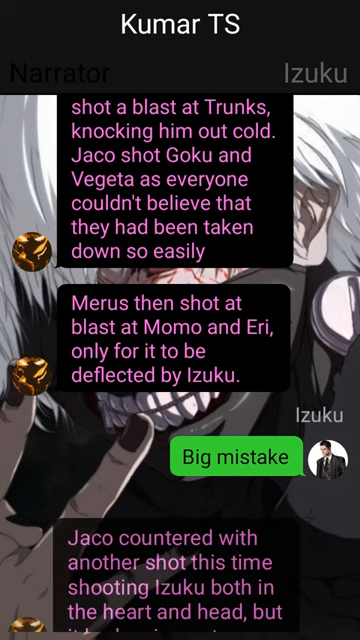 Kumar TS
Narrator
Izuku
shot a blast at Trunks,
knocking him out cold.
Jaco shot Goku and
Vegeta as everyone
couldn't believe that
they had been taken
down so easily
Merus then shot at
blast at Momo and Eri,
only for it to be
deflected by Izuku.
Izuku
Big mistake
Jaco countered with
another shot this time
shooting Izuku both in
the heart and head, but